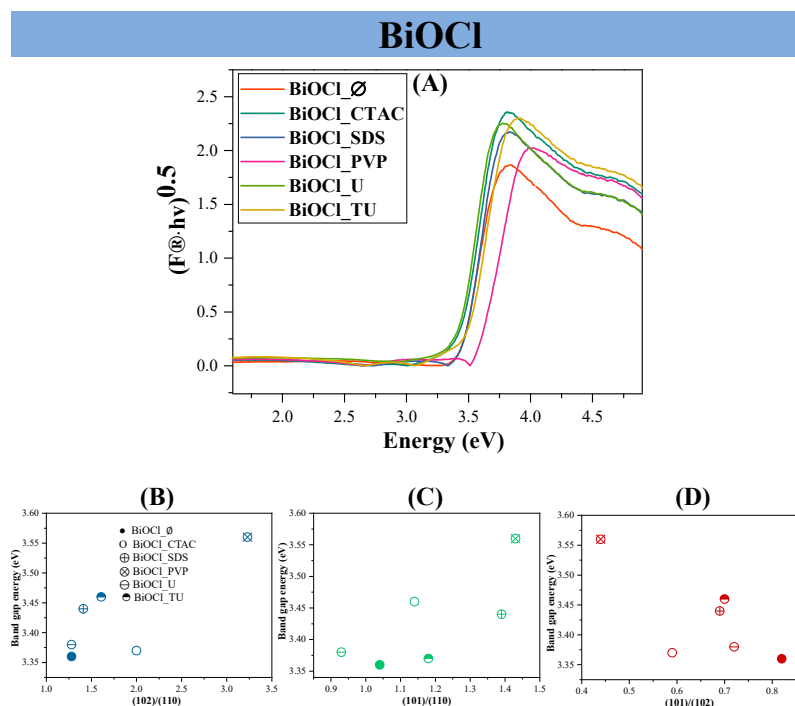 BiOCl
(A)
BiOCl_Ø
BiOCl_CTAC
BiOCl_SDS
BiOCl_PVP
BiOCl_U
BiOCl_TU
(F®·hν)0.5
2.5
2.0
1.5
1.0
0.5
0.0
2.0 2.5 3.0 3.5 4.0 4.5
Energy (eV)
(B)
BiOCl_Ø
BiOCl_CTAC
BiOCl_SDS
BiOCl_PVP
BiOCl_U
BiOCl_TU
Band gap energy (eV)
3.60
3.55
3.50
3.45
3.40
3.35
1.0 1.5 2.0 2.5 3.0 3.5
(102)/(110)
(C)
Band gap energy (eV)
3.60
3.55
3.50
3.45
3.40
3.35
0.9 1.0 1.1 1.2 1.3 1.4 1.5
(101)/(110)
(D)
Band gap energy (eV)
3.60
3.55
3.50
3.45
3.40
3.35
0.4 0.5 0.6 0.7 0.8
(101)/(102)